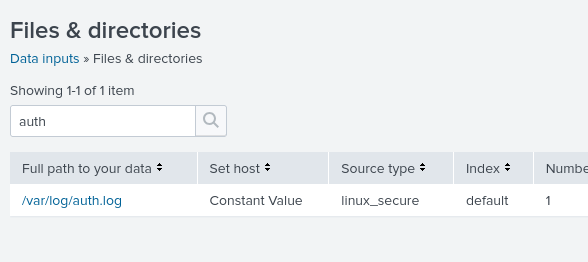 Files & directories
Data inputs » Files & directories
Showing 1-1 of 1 item
auth
Full path to your data Set host Source type Index Numbe
/var/log/auth.log Constant Value linux_secure default 1